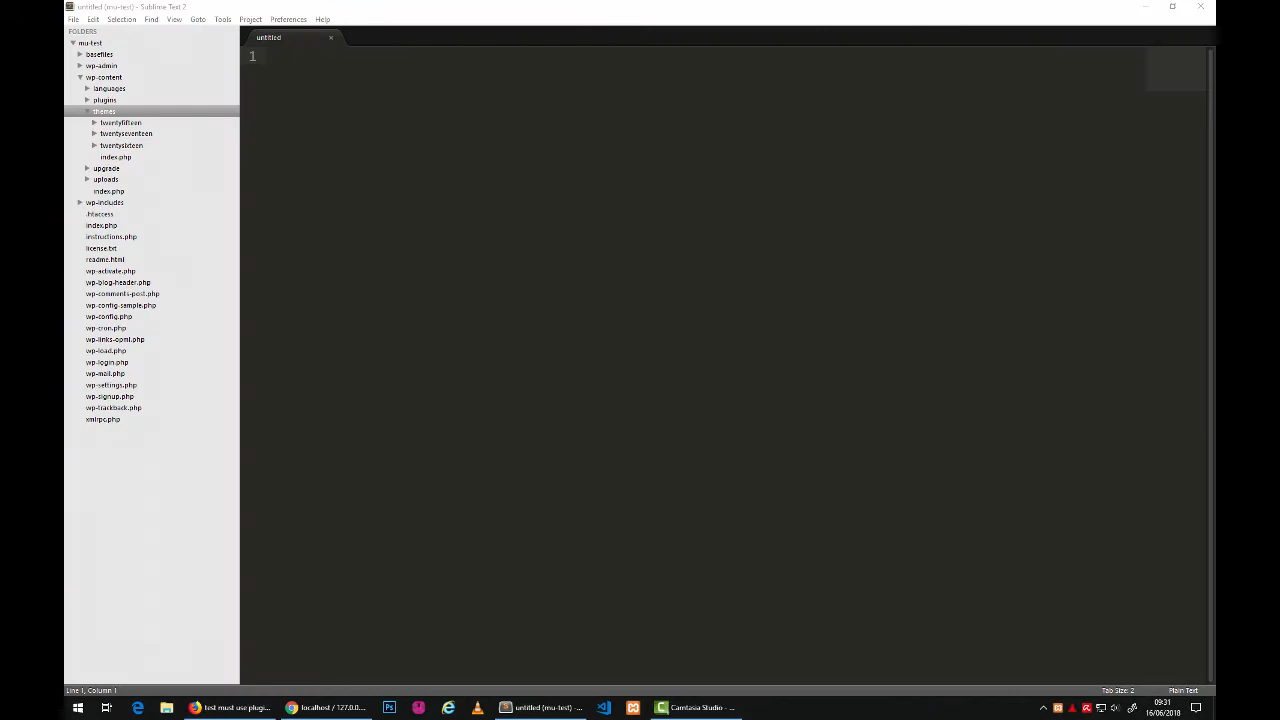 untitled (mu-test) - Sublime Text 2
File Edit Selection Find View Goto Tools Project Preferences Help
FOLDERS
untitled
mu-test
1
basefiles
wp-admin
wp-content
languages
plugins
themes
twentyfifteen
twentyseventeen
twentysixteen
index.php
upgrade
uploads
index.php
wp-includes
.htaccess
index.php
instructions.php
license.txt
readme.html
wp-activate.php
wp-blog-header.php
wp-comments-post.php
wp-config-sample.php
wp-config.php
wp-cron.php
wp-links-opml.php
wp-load.php
wp-login.php
wp-mail.php
wp-settings.php
wp-signup.php
wp-trackback.php
xmlrpc.php
Line 1, Column 1
Tab Size: 2
Plain Text
test must use plugi...
localhost / 127.0.0...
Ps
untitled (mu-test) -...
Camtasia Studio - ...
09:31
16/06/2018